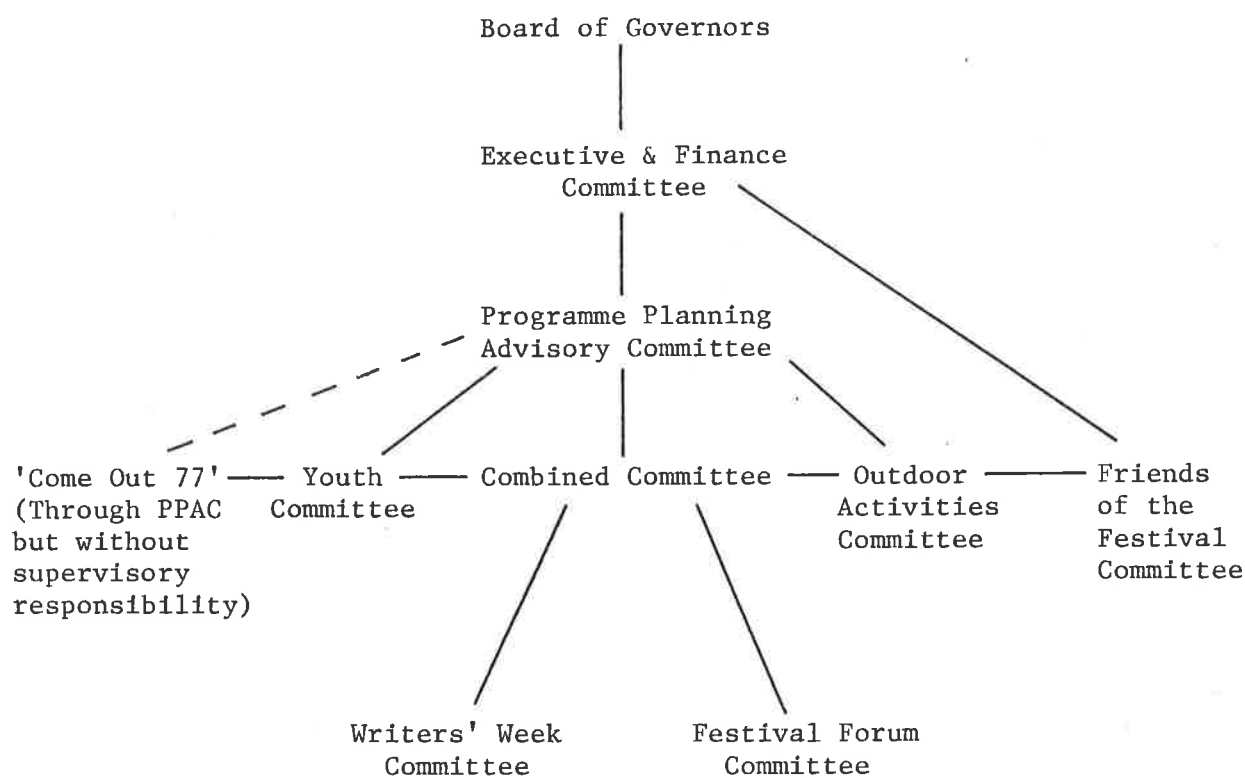 Board of Governors
Executive & Finance
Committee
Programme Planning
Advisory Committee
'Come Out 77'
(Through PPAC
but without
supervisory
responsibility)
Youth
Committee
Combined Committee
Outdoor
Activities
Committee
Friends
of the
Festival
Committee
Writers' Week
Committee
Festival Forum
Committee